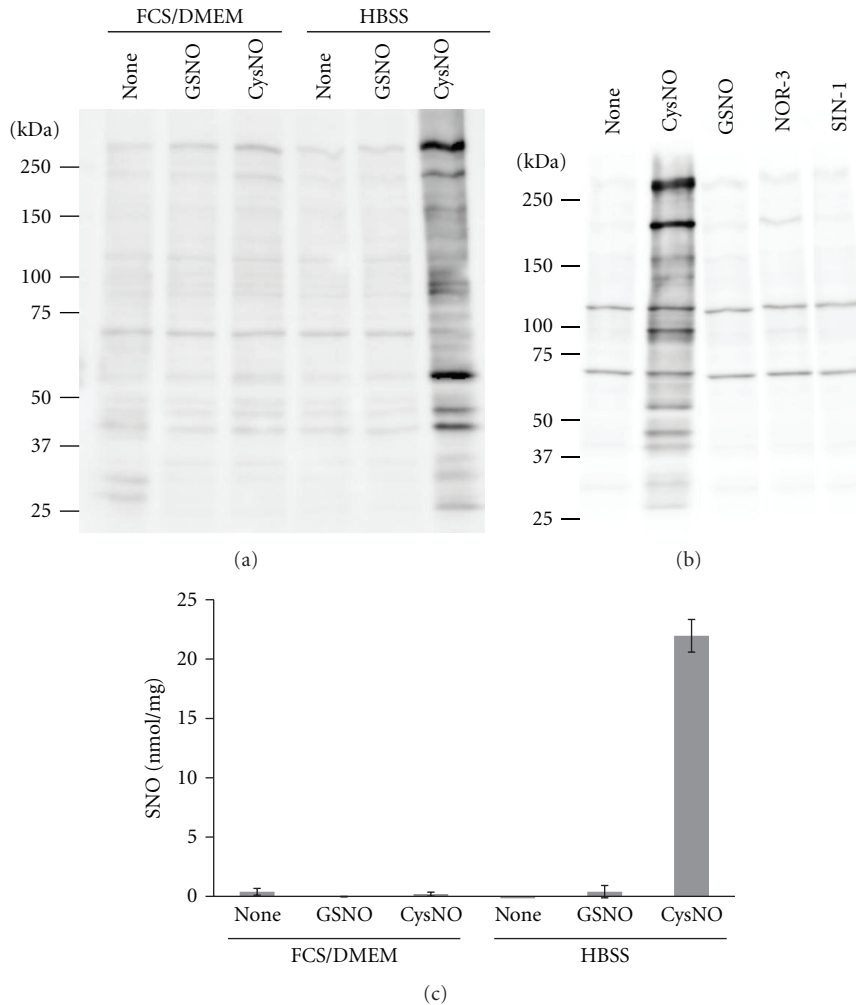 FCS/DMEM HBSS
None GSNO CysNO None GSNO CysNO
(kDa)
250
150
100
75
50
37
25
(a)
None CysNO GSNO NOR-3 SIN-1
(kDa)
250
150
100
75
50
37
25
(b)
25
20
15
10
5
0
SNO (nmol/mg)
None GSNO CysNO None GSNO CysNO
FCS/DMEM HBSS
(c)